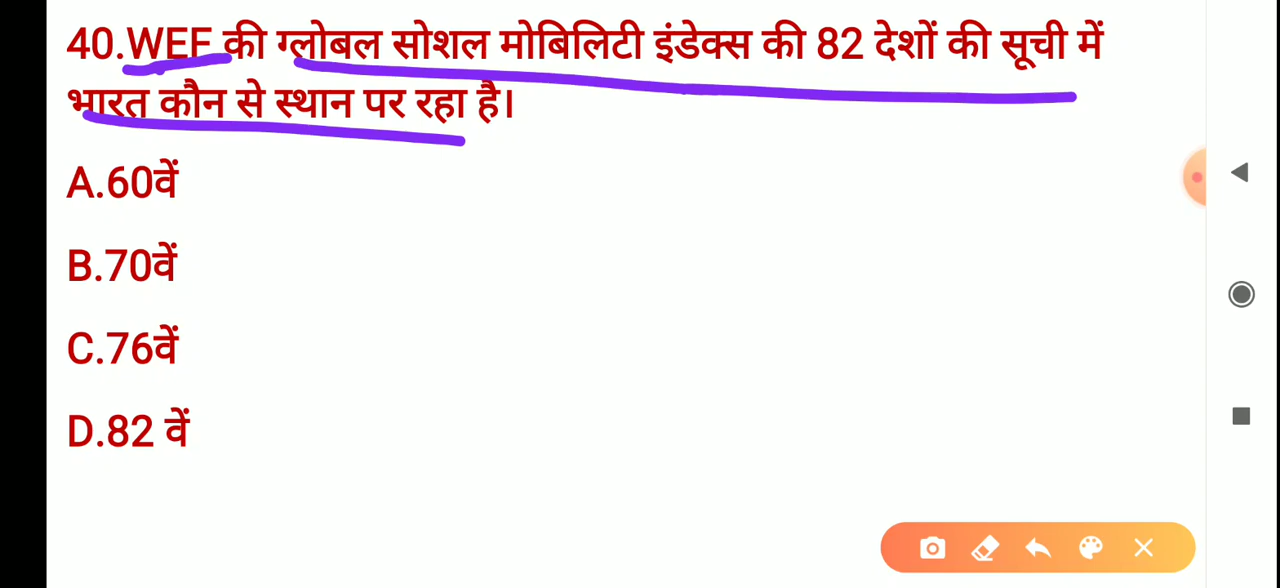 40.WEF की ग्लोबल सोशल मोबिलिटी इंडेक्स की 82 देशों की सूची में
भारत कौन से स्थान पर रहा है।
A.60वें
B.70वें
C.76वें
D.82 वें